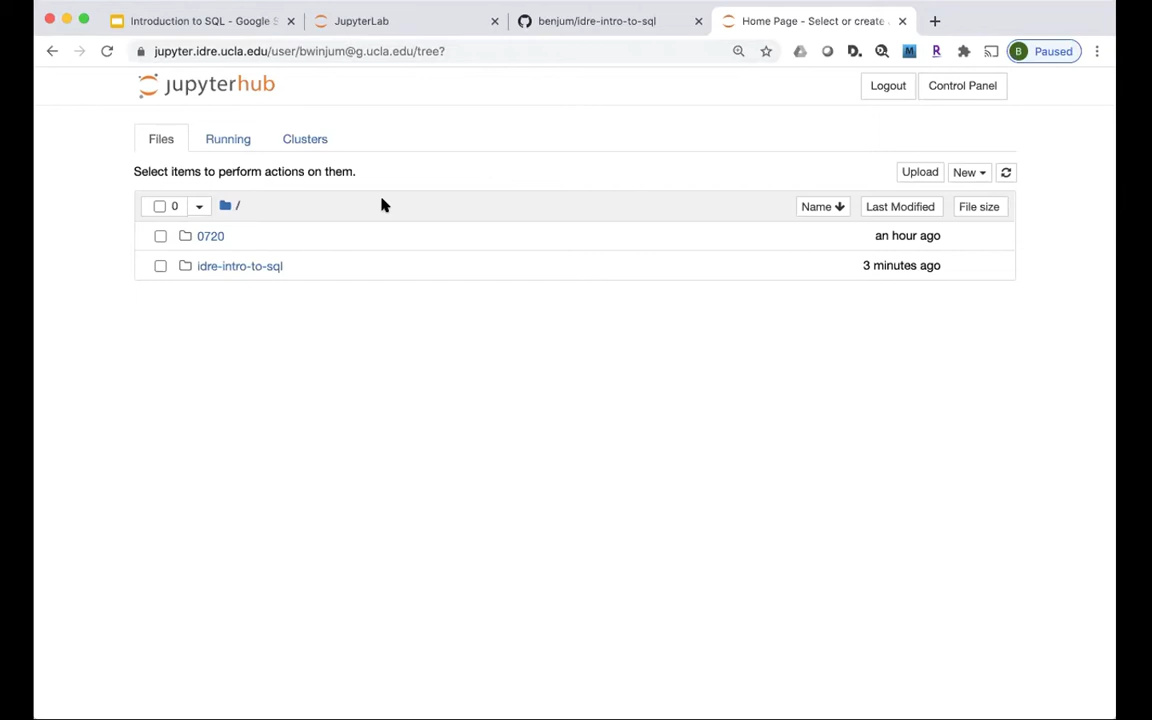 Introduction to SQL - Google S
JupyterLab
benjum/idre-intro-to-sql
Home Page - Select or create
jupyter.idre.ucla.edu/user/bwinjum@g.ucla.edu/tree?
M
R
B
Paused
jupyterhub
Logout
Control Panel
Files
Running
Clusters
Select items to perform actions on them.
Upload
New
0
/
Name
Last Modified
File size
0720
an hour ago
idre-intro-to-sql
3 minutes ago